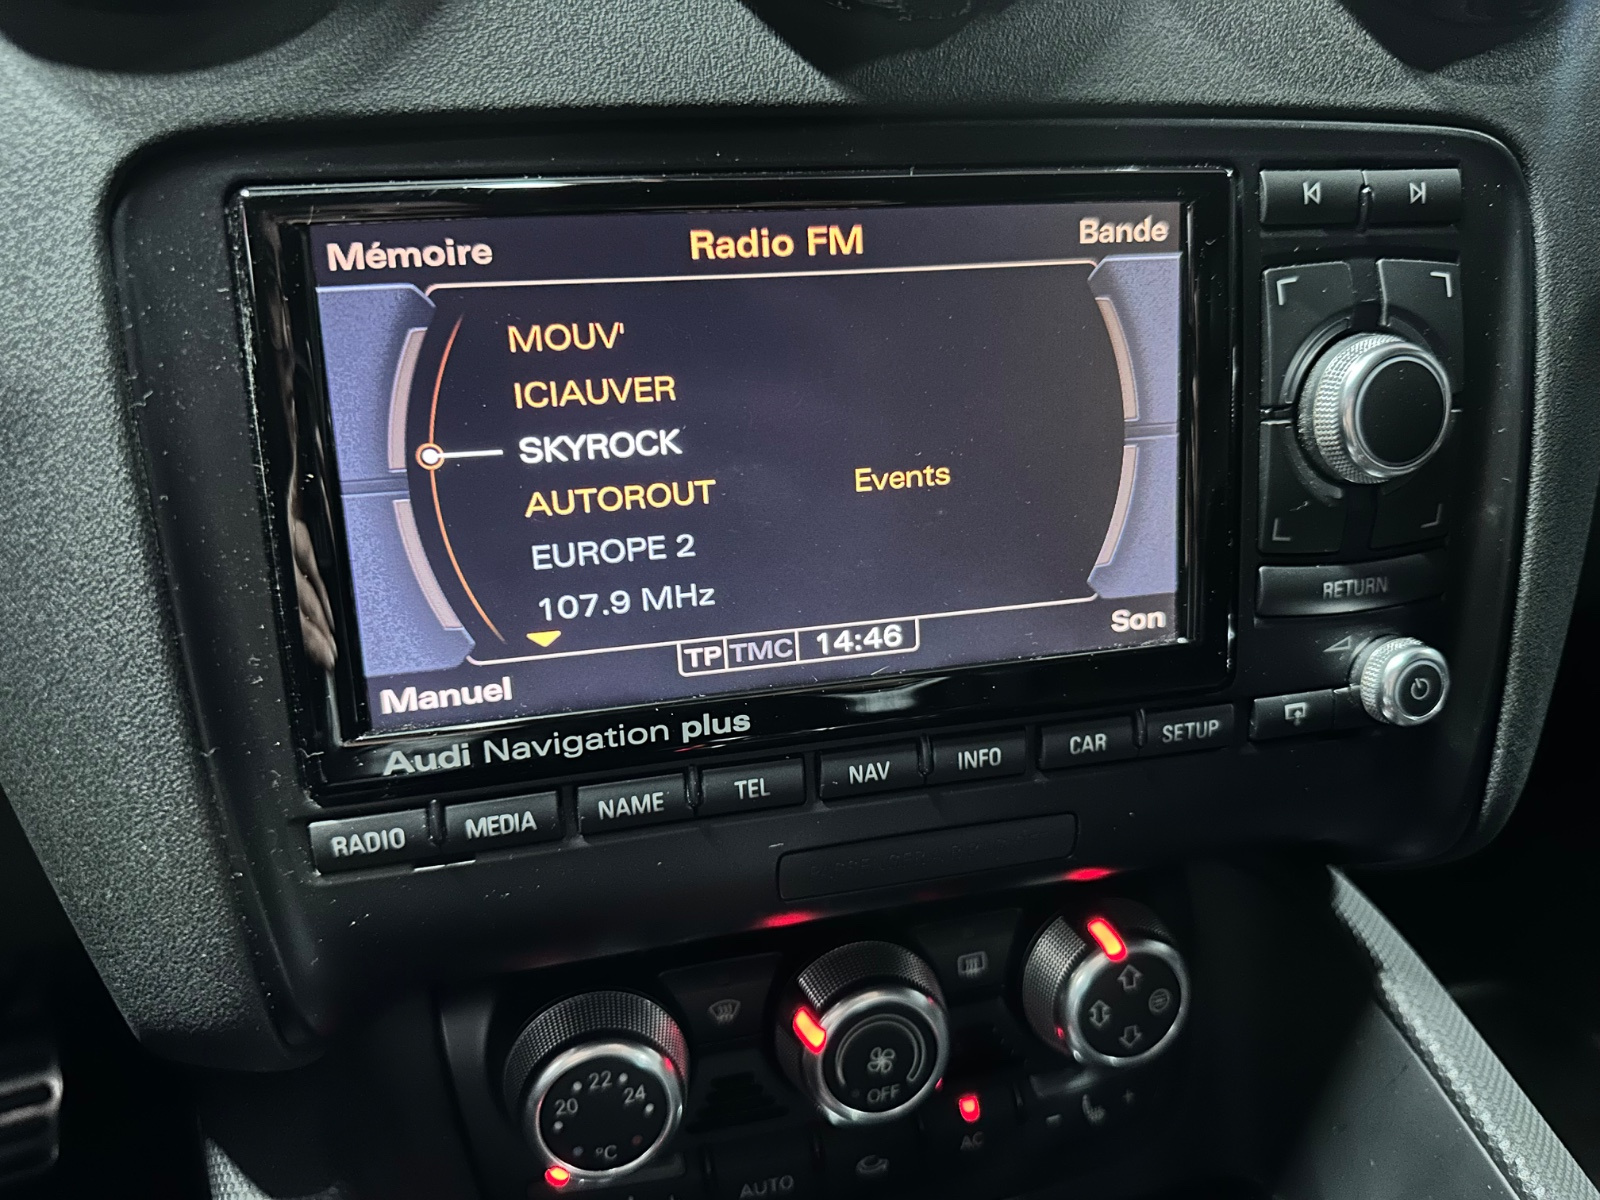 Mémoire
Radio FM
Bande
MOUV'
ICIAUVER
SKYROCK
AUTOROUT
Events
EUROPE 2
107.9 MHz
TP TMC 14:46
Manuel
Son
Audi Navigation plus
RETURN
RADIO MEDIA NAME TEL NAV INFO CAR SETUP
20 22 24
°C
OFF
AC
AUTO